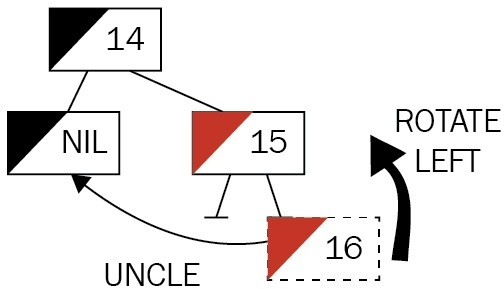 14
NIL
15
ROTATE
LEFT
16
UNCLE